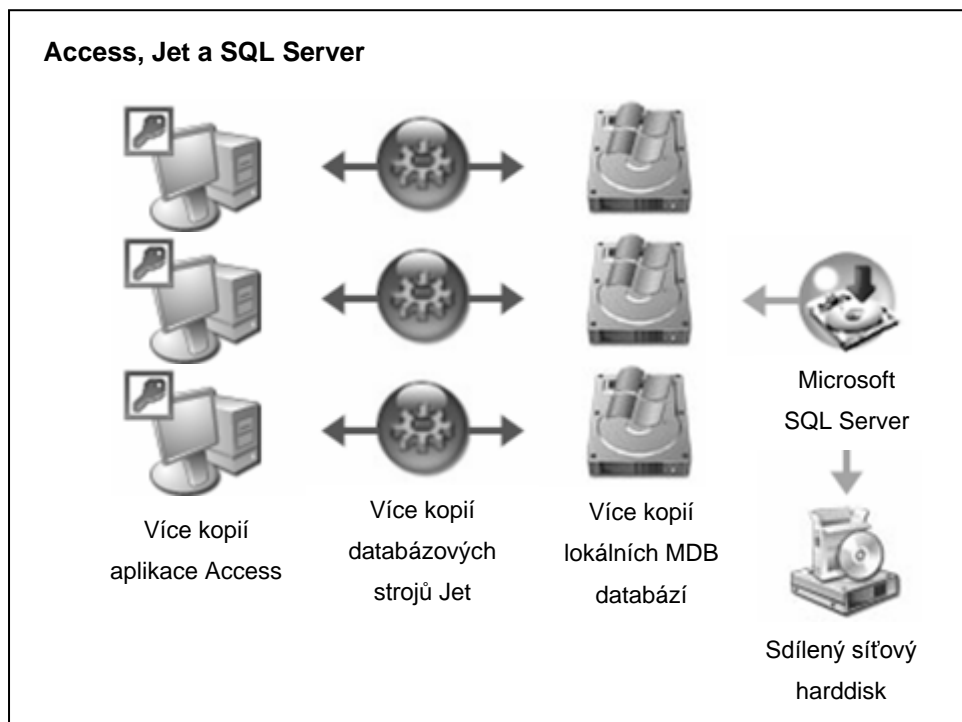 Access, Jet a SQL Server
Více kopií
aplikace Access
Více kopií
databázových
strojů Jet
Více kopií
lokálních MDB
databází
Microsoft
SQL Server
Sdílený síťový
harddisk